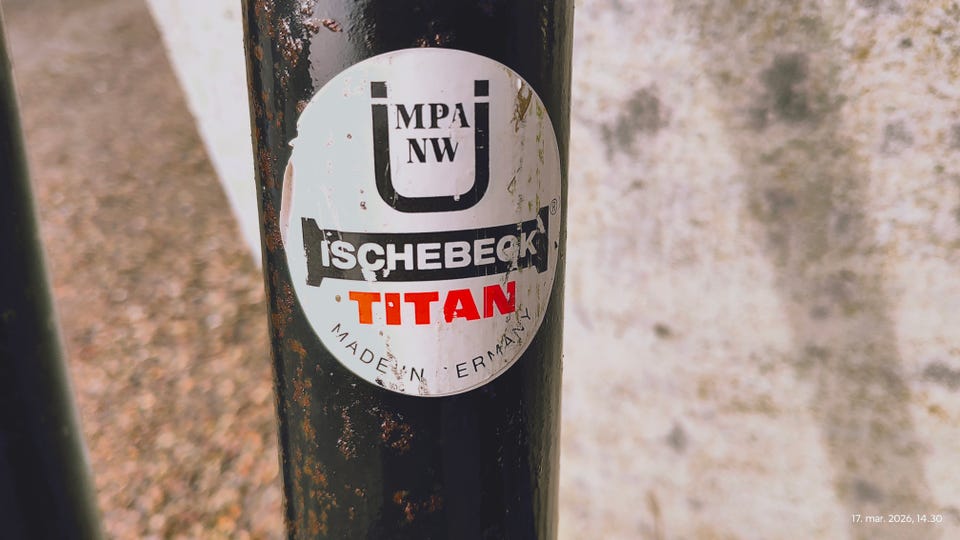 MPA
NW
ISCHEBECK
®
TITAN
MADE IN GERMANY
17. mar. 2026, 14.30